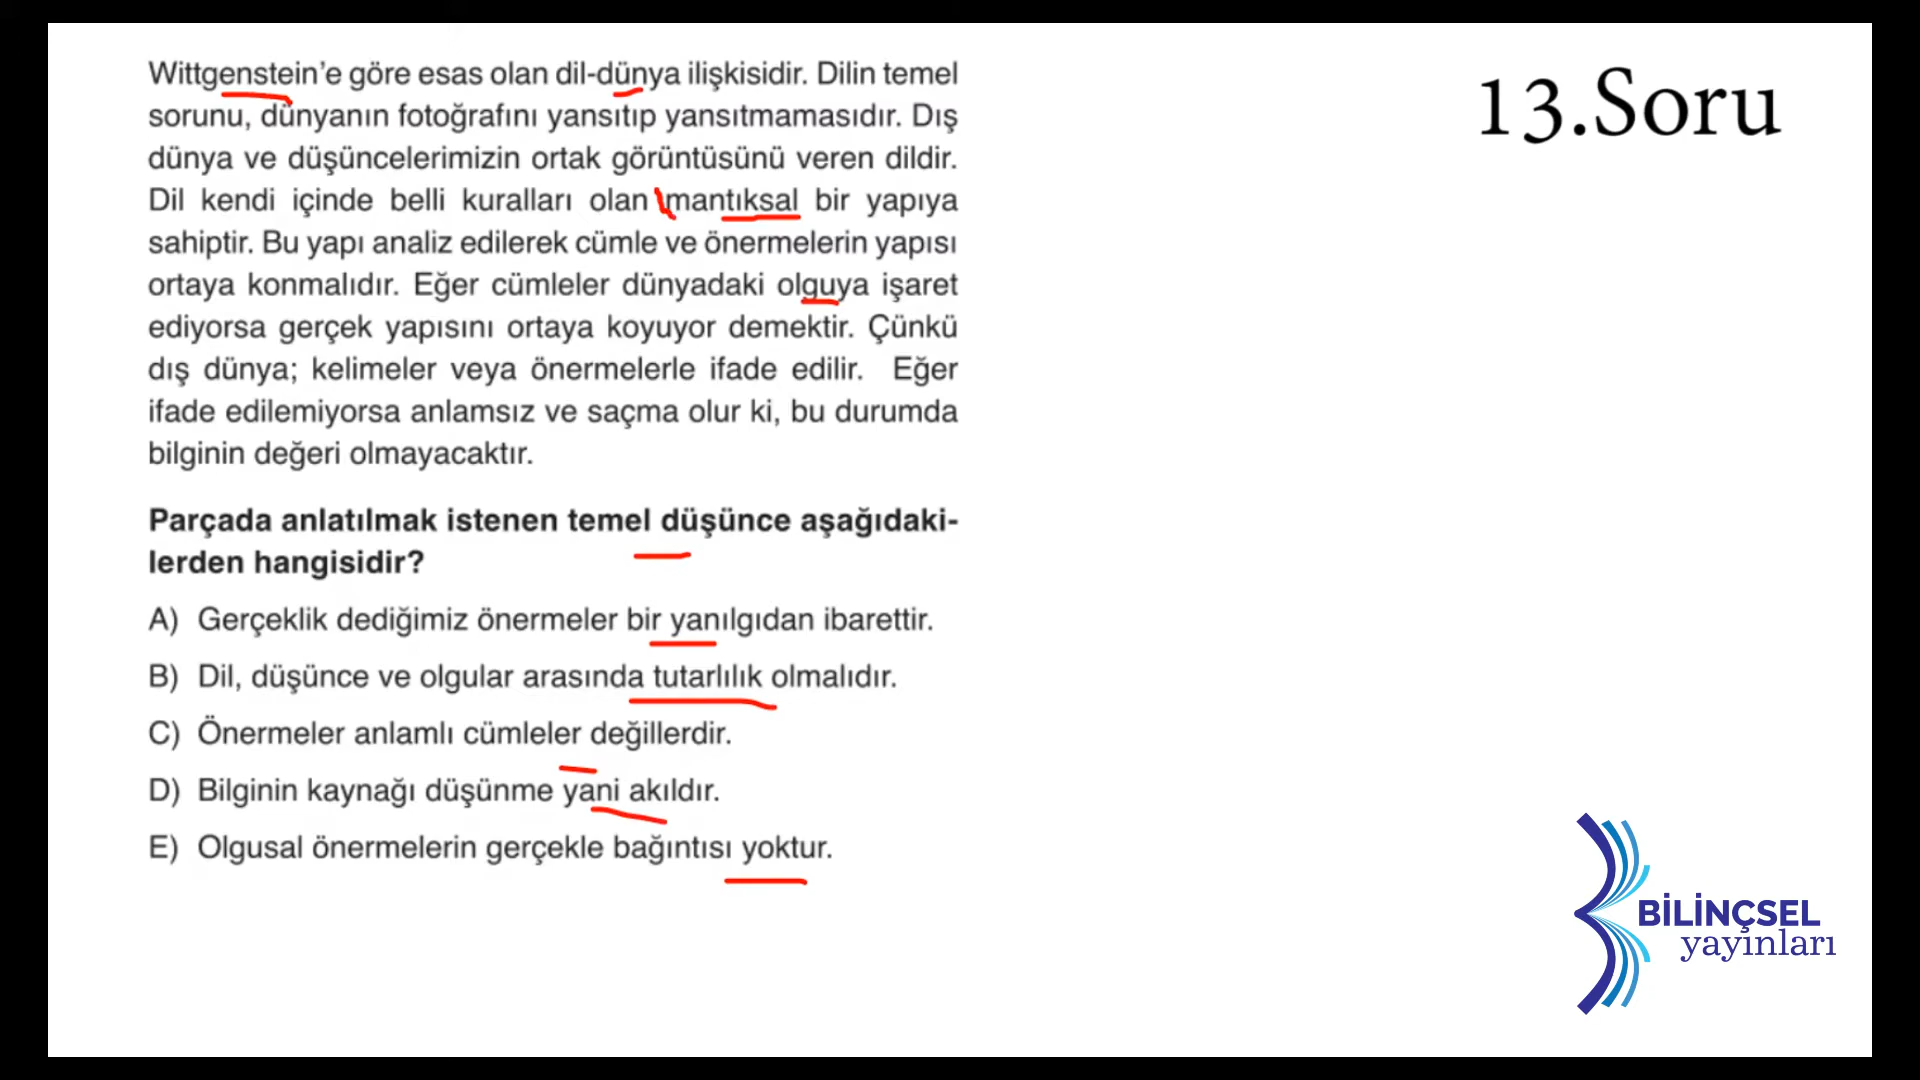 Wittgenstein’e göre esas olan dil-dünya ilişkisidir. Dilin temel
sorunu, dünyanın fotoğrafını yansıtıp yansıtmamasıdır. Dış
dünya ve düşüncelerimizin ortak görüntüsünü veren dildir.
Dil kendi içinde belli kuralları olan mantıksal bir yapıya
sahiptir. Bu yapı analiz edilerek cümle ve önermelerin yapısı
ortaya konmalıdır. Eğer cümleler dünyadaki olguya işaret
ediyorsa gerçek yapısını ortaya koyuyor demektir. Çünkü
dış dünya; kelimeler veya önermelerle ifade edilir. Eğer
ifade edilemiyorsa anlamsız ve saçma olur ki, bu durumda
bilginin değeri olmayacaktır.
Parçada anlatılmak istenen temel düşünce aşağıdaki-
lerden hangisidir?
A) Gerçeklik dediğimiz önermeler bir yanılgıdan ibarettir.
B) Dil, düşünce ve olgular arasında tutarlılık olmalıdır.
C) Önermeler anlamlı cümleler değillerdir.
D) Bilginin kaynağı düşünme yani akıldır.
E) Olgusal önermelerin gerçekle bağıntısı yoktur.
13.Soru
BİLİNÇSEL
yayınları